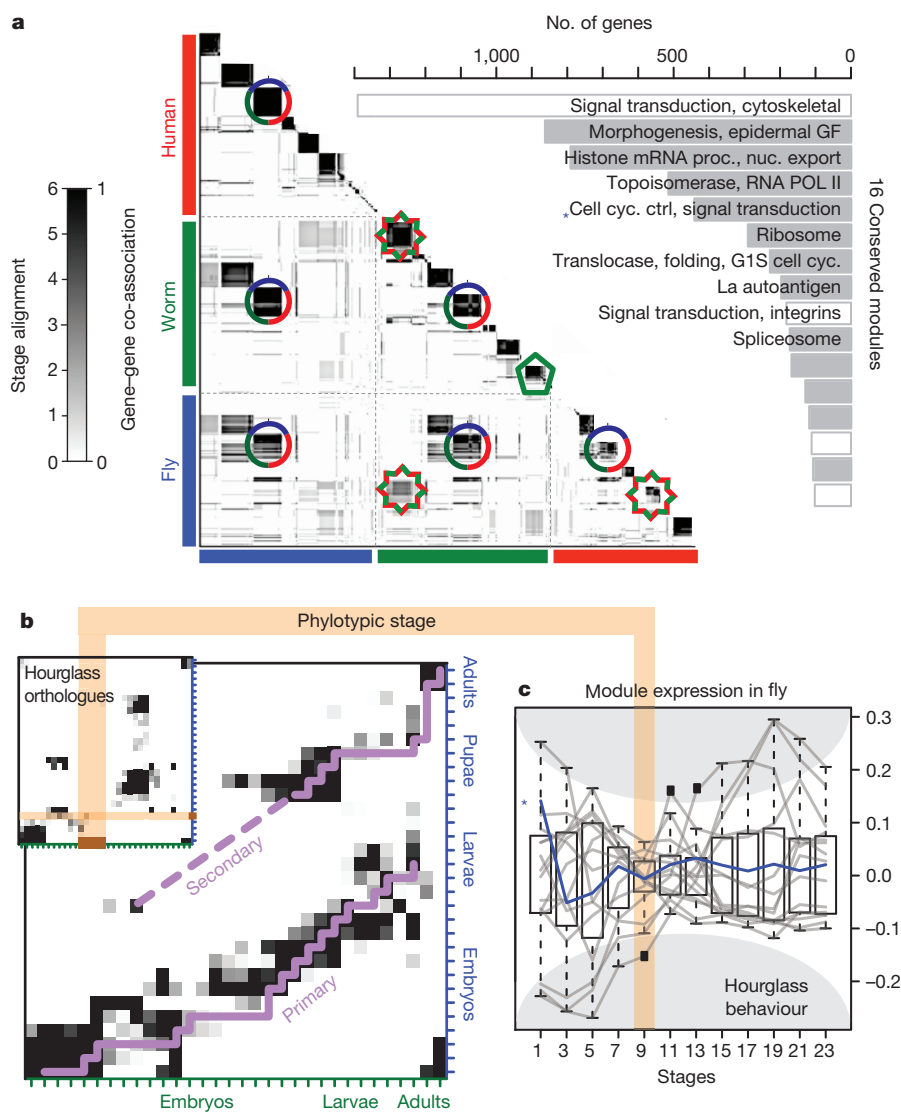 a
No. of genes
1,000
500
0
Signal transduction, cytoskeletal
Morphogenesis, epidermal GF
Histone mRNA proc., nuc. export
Topoisomerase, RNA POL II
*Cell cyc. ctrl, signal transduction
Ribosome
Translocase, folding, G1S cell cyc.
La autoantigen
Signal transduction, integrins
Spliceosome
16 Conserved modules
Human
Worm
Fly
Stage alignment
Gene–gene co-association
6
5
4
3
2
1
0
1
0
b
Phylotypic stage
Hourglass
orthologues
Secondary
Primary
Adults
Pupae
Larvae
Embryos
Embryos
Larvae
Adults
c
Module expression in fly
*
0.3
0.2
0.1
0.0
–0.1
–0.2
Hourglass
behaviour
1 3 5 7 9 11 13 15 17 19 21 23
Stages